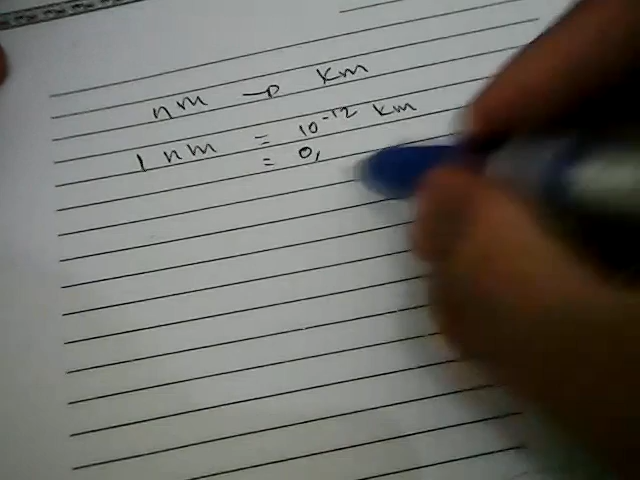 nm → km
1 nm = 10⁻¹² km
= 0,